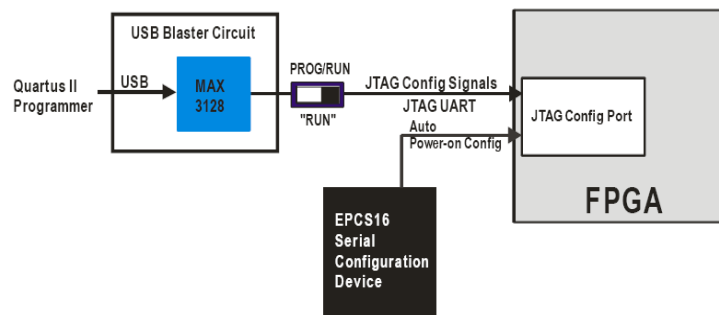 USB Blaster Circuit
Quartus II
Programmer
USB
MAX
3128
PROG/RUN
"RUN"
JTAG Config Signals
JTAG UART
Auto
Power-on Config
JTAG Config Port
FPGA
EPCS16
Serial
Configuration
Device